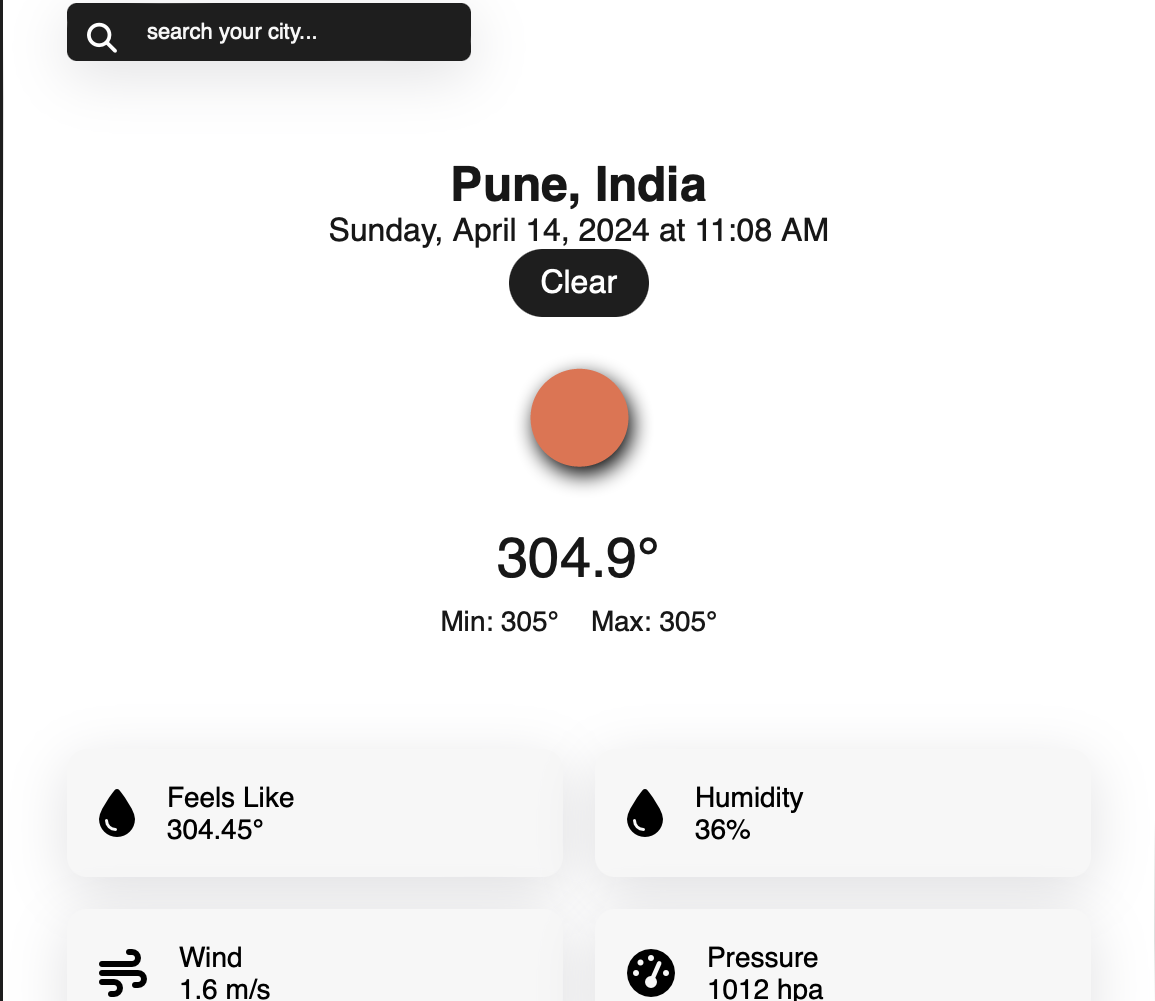 search your city...
Pune, India
Sunday, April 14, 2024 at 11:08 AM
Clear
304.9°
Min: 305° Max: 305°
Feels Like
304.45°
Humidity
36%
Wind
1.6 m/s
Pressure
1012 hpa